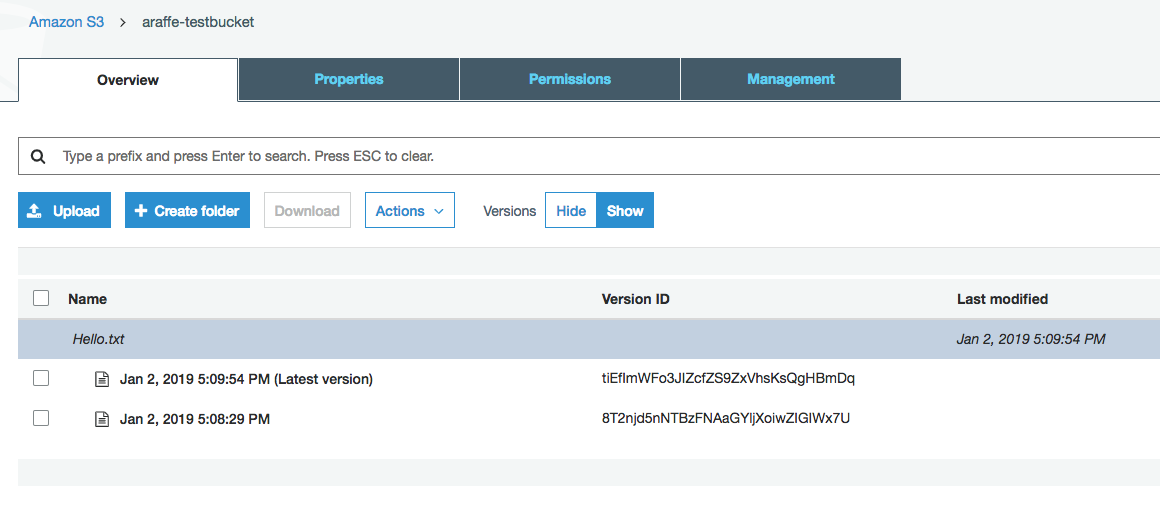 Amazon S3 > araffe-testbucket
Overview Properties Permissions Management
Type a prefix and press Enter to search. Press ESC to clear.
Upload + Create folder Download Actions Versions Hide Show
Name Version ID Last modified
Hello.txt Jan 2, 2019 5:09:54 PM
Jan 2, 2019 5:09:54 PM (Latest version) tiEfImWFo3JIZcfZS9ZxVhsKsQgHBmDq
Jan 2, 2019 5:08:29 PM 8T2njd5nNTBzFNAaGYljXoiwZIGIWx7U